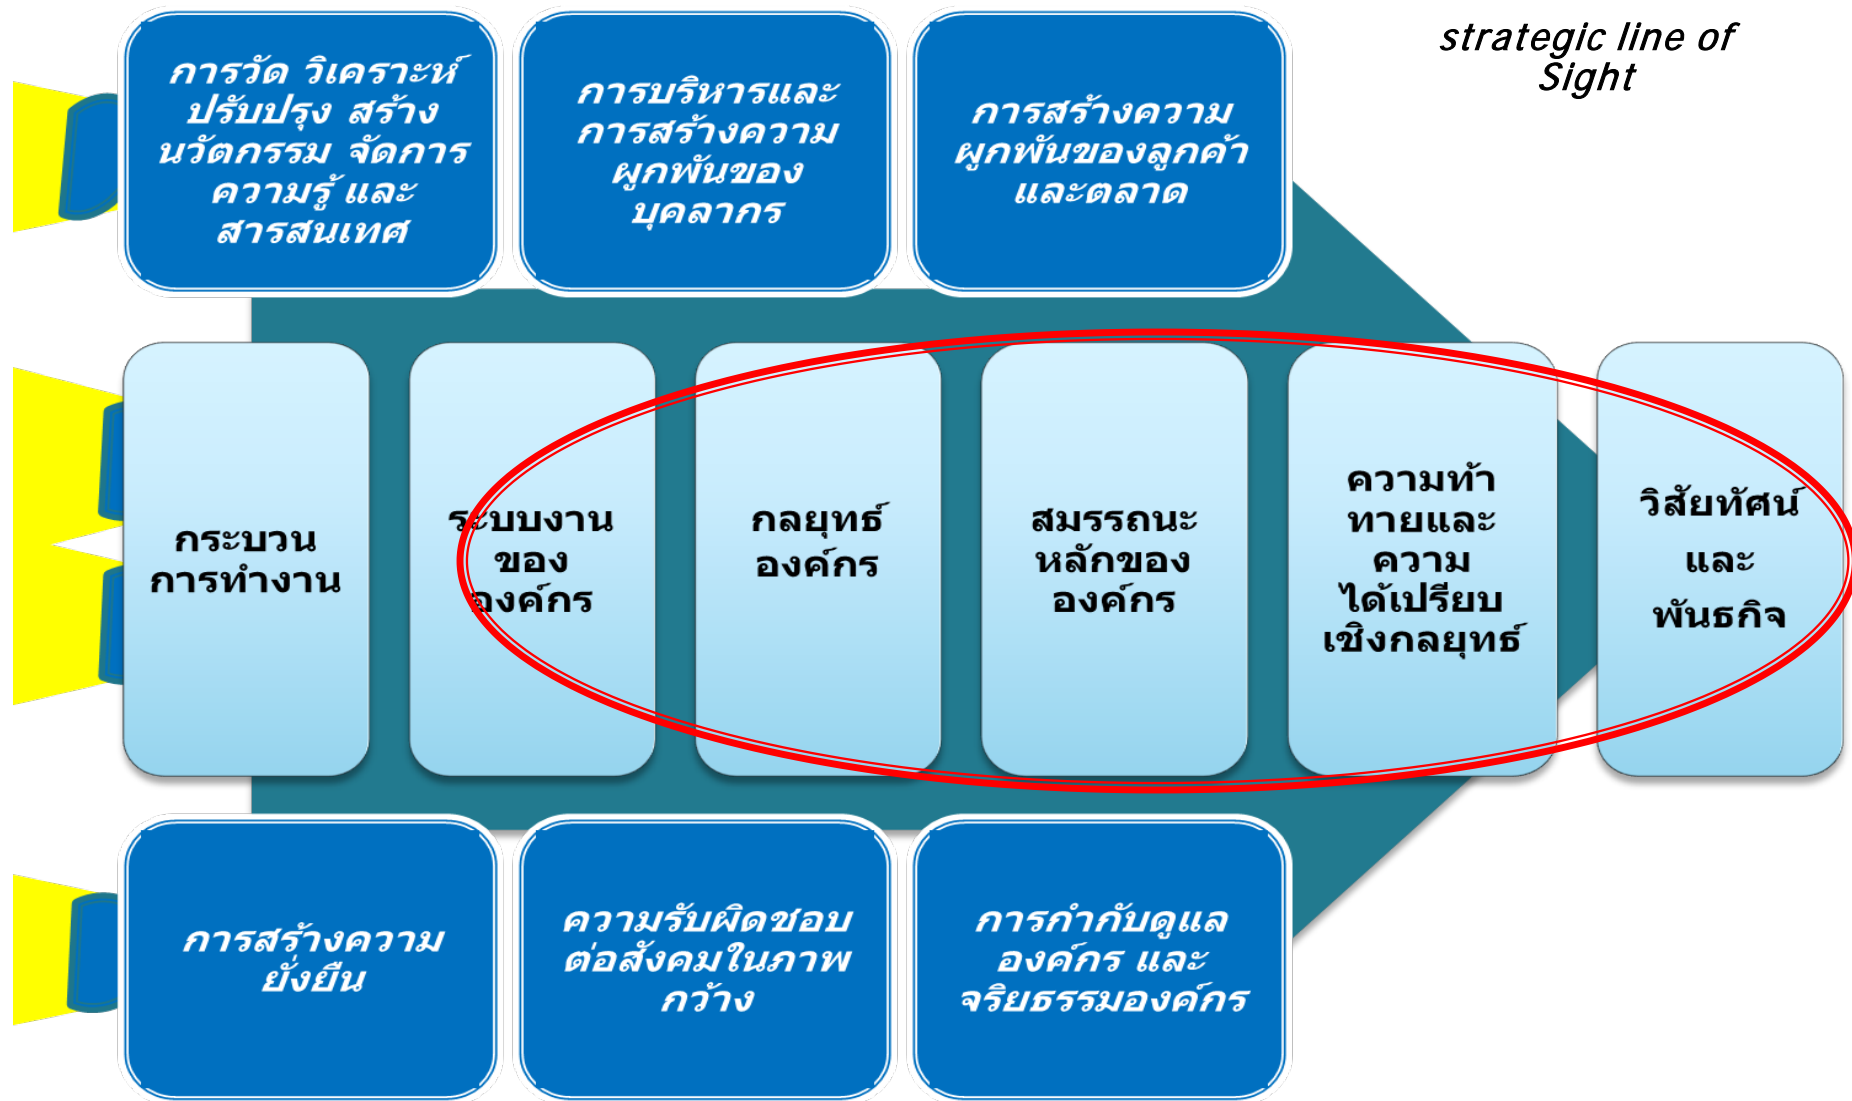 strategic line of
Sight
การวัด วิเคราะห์
ปรับปรุง สร้าง
นวัตกรรม จัดการ
ความรู้ และ
สารสนเทศ
การบริหารและ
การสร้างความ
ผูกพันของ
บุคลากร
การสร้างความ
ผูกพันของลูกค้า
และตลาด
กระบวน
การทำงาน
ระบบงาน
ของ
องค์กร
กลยุทธ์
องค์กร
สมรรถนะ
หลักของ
องค์กร
ความท้า
ทายและ
ความ
ได้เปรียบ
เชิงกลยุทธ์
วิสัยทัศน์
และ
พันธกิจ
การสร้างความ
ยั่งยืน
ความรับผิดชอบ
ต่อสังคมในภาพ
กว้าง
การกำกับดูแล
องค์กร และ
จริยธรรมองค์กร